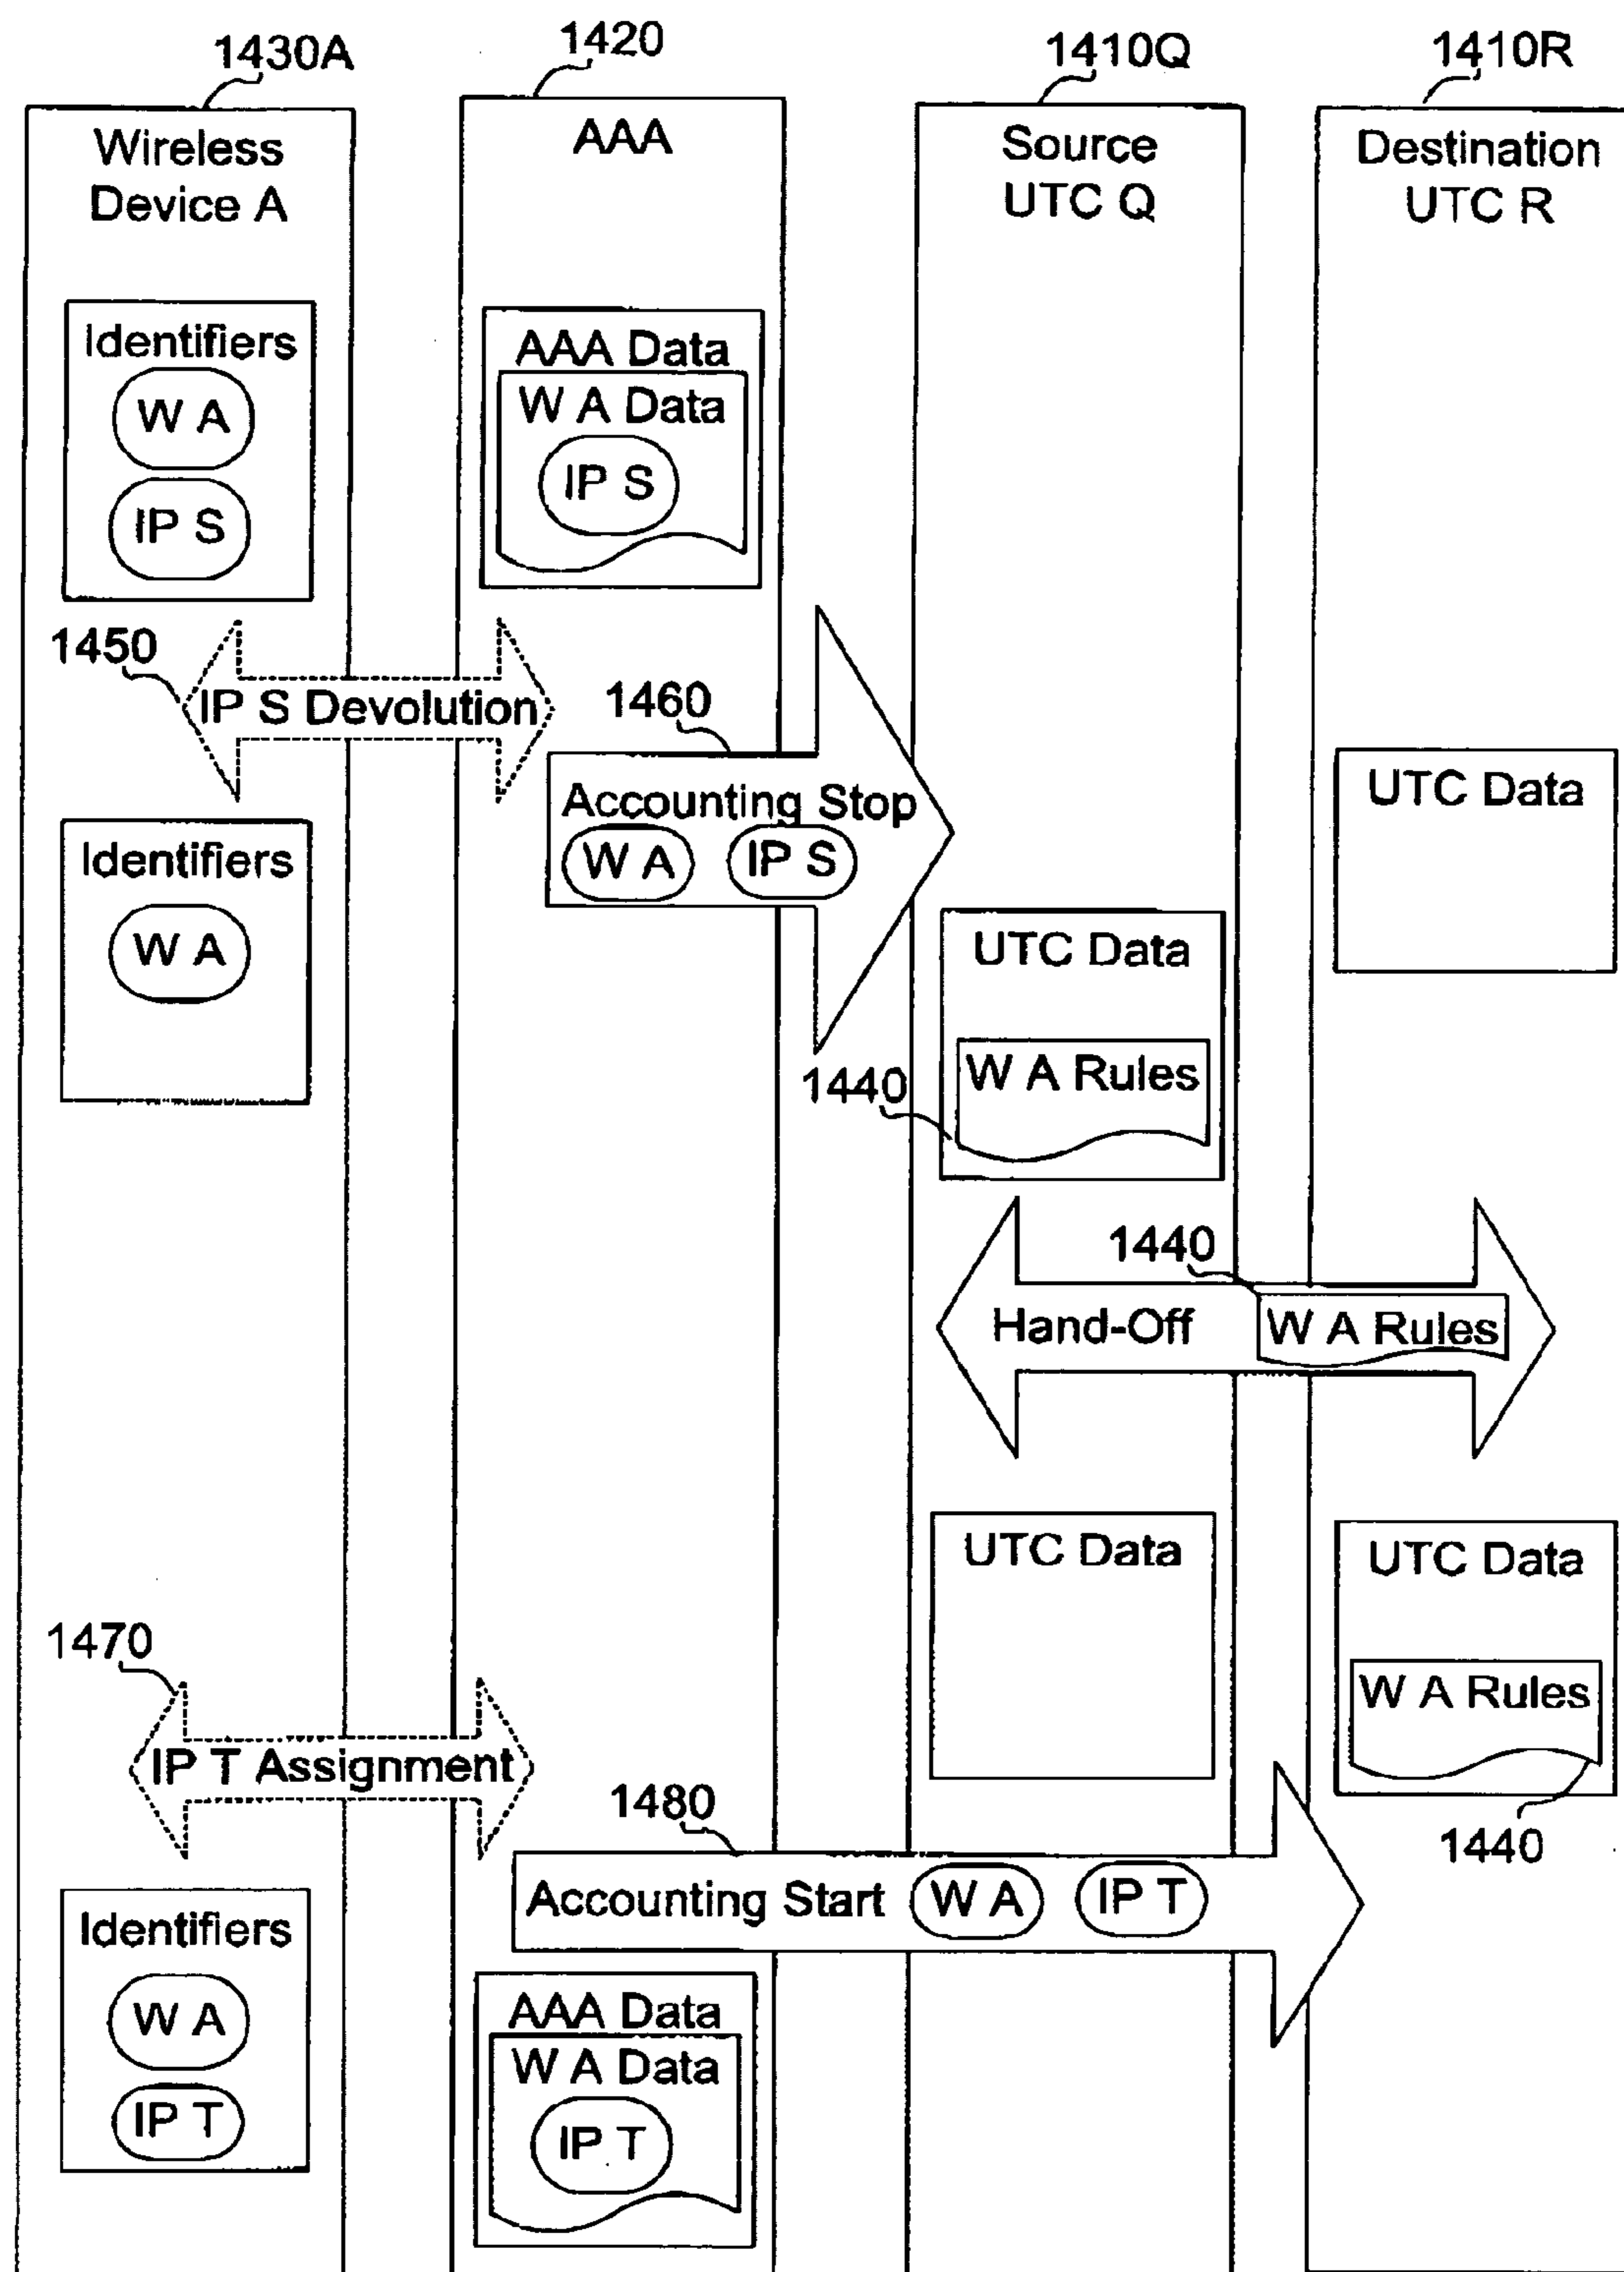 1430A
1420
1410Q
1410R
Wireless
Device A
AAA
Source
UTC Q
Destination
UTC R
Identifiers
W A
IP S
AAA Data
W A Data
IP S
1450
IP S Devolution
1460
Accounting Stop
W A IP S
UTC Data
Identifiers
W A
UTC Data
W A Rules
1440
1440
Hand-Off W A Rules
UTC Data
UTC Data
W A Rules
1440
1470
IP T Assignment
1480
Accounting Start W A IP T
Identifiers
W A
IP T
AAA Data
W A Data
IP T